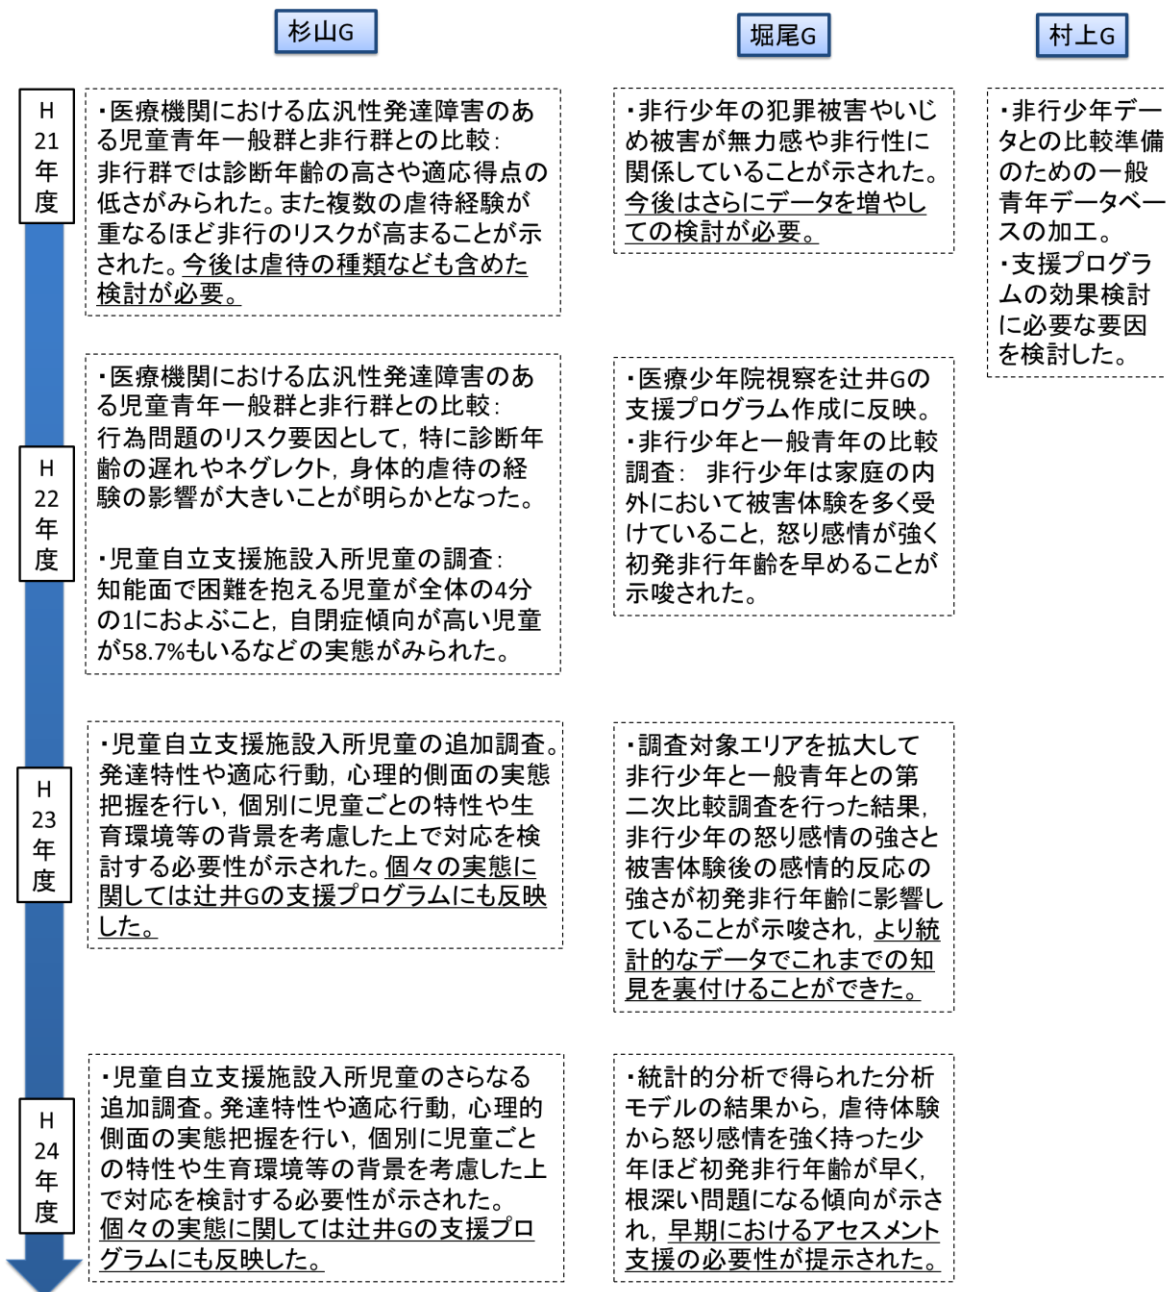 杉山G
堀尾G
村上G
H
21
年
度
・医療機関における広汎性発達障害のあ
る児童青年一般群と非行群との比較：
非行群では診断年齢の高さや適応得点の
低さがみられた。また複数の虐待経験が
重なるほど非行のリスクが高まることが示
された。今後は虐待の種類なども含めた
検討が必要。
・非行少年の犯罪被害やいじ
め被害が無力感や非行性に
関係していることが示された。
今後はさらにデータを増やし
ての検討が必要。
・非行少年デー
タとの比較準備
のための一般
青年データベー
スの加工。
・支援プログラ
ムの効果検討
に必要な要因
を検討した。
H
22
年
度
・医療機関における広汎性発達障害のあ
る児童青年一般群と非行群との比較：
行為問題のリスク要因として，特に診断年
齢の遅れやネグレクト，身体的虐待の経
験の影響が大きいことが明らかとなった。
・児童自立支援施設入所児童の調査：
知能面で困難を抱える児童が全体の4分
の1におよぶこと，自閉症傾向が高い児童
が58.7%もいるなどの実態がみられた。
・医療少年院視察を辻井Gの
支援プログラム作成に反映。
・非行少年と一般青年の比較
調査： 非行少年は家庭の内
外において被害体験を多く受
けていること，怒り感情が強く
初発非行年齢を早めることが
示唆された。
H
23
年
度
・児童自立支援施設入所児童の追加調査。
発達特性や適応行動，心理的側面の実態
把握を行い，個別に児童ごとの特性や生
育環境等の背景を考慮した上で対応を検
討する必要性が示された。個々の実態に
関しては辻井Gの支援プログラムにも反映
した。
・調査対象エリアを拡大して
非行少年と一般青年との第
二次比較調査を行った結果，
非行少年の怒り感情の強さと
被害体験後の感情的反応の
強さが初発非行年齢に影響し
ていることが示唆され，より統
計的なデータでこれまでの知
見を裏付けることができた。
H
24
年
度
・児童自立支援施設入所児童のさらなる
追加調査。発達特性や適応行動，心理的
側面の実態把握を行い，個別に児童ごと
の特性や生育環境等の背景を考慮した上
で対応を検討する必要性が示された。
個々の実態に関しては辻井Gの支援プロ
グラムにも反映した。
・統計的分析で得られた分析
モデルの結果から，虐待体験
から怒り感情を強く持った少
年ほど初発非行年齢が早く，
根深い問題になる傾向が示さ
れ，早期におけるアセスメント
支援の必要性が提示された。